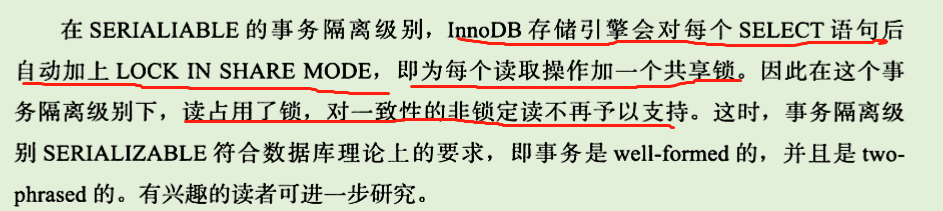 在 SERIALIABLE 的事务隔离级别，InnoDB 存储引擎会对每个 SELECT 语句后
自动加上 LOCK IN SHARE MODE，即为每个读取操作加一个共享锁。因此在这个事
务隔离级别下，读占用了锁，对一致性的非锁定读不再予以支持。这时，事务隔离级
别 SERIALIZABLE 符合数据库理论上的要求，即事务是 well-formed 的，并且是 two-
phrased 的。有兴趣的读者可进一步研究。